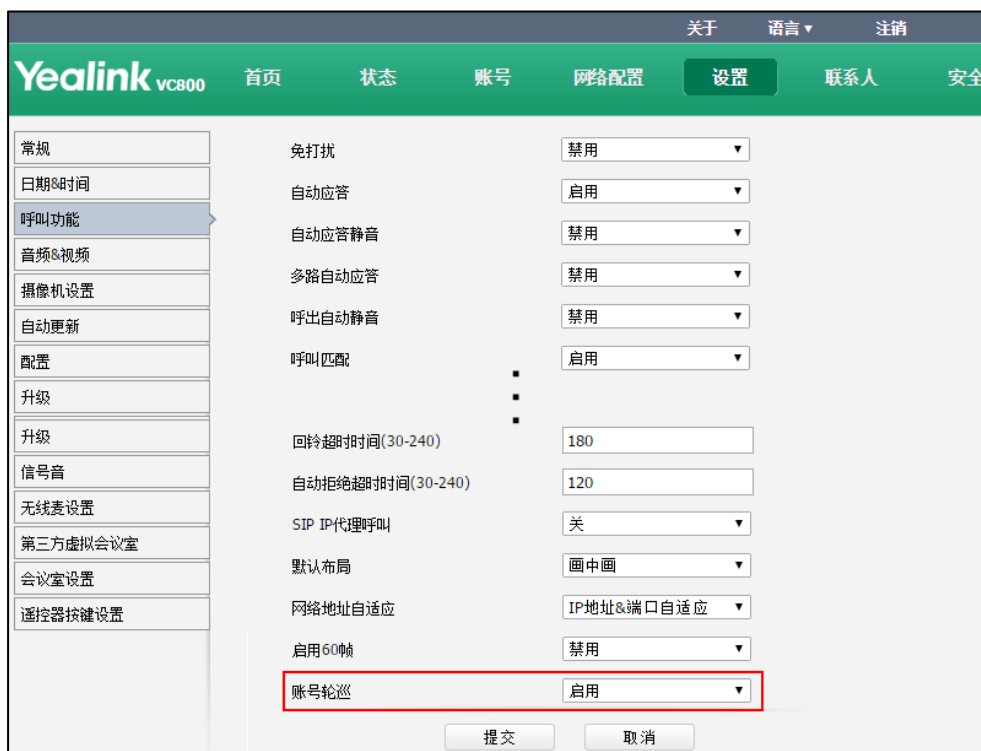 关于 语言▼ 注销
Yealink VC800 首页 状态 账号 网络配置 设置 联系人 安全
常规
日期&时间
呼叫功能
音频&视频
摄像机设置
自动更新
配置
升级
升级
信号音
无线麦设置
第三方虚拟会议室
会议室设置
遥控器按键设置
免打扰 禁用
自动应答 启用
自动应答静音 禁用
多路自动应答 禁用
呼出自动静音 禁用
呼叫匹配 启用
回铃超时时间(30-240) 180
自动拒绝超时时间(30-240) 120
SIP IP代理呼叫 关
默认布局 画中画
网络地址自适应 IP地址&端口自适应
启用60帧 禁用
账号轮巡 启用
提交 取消